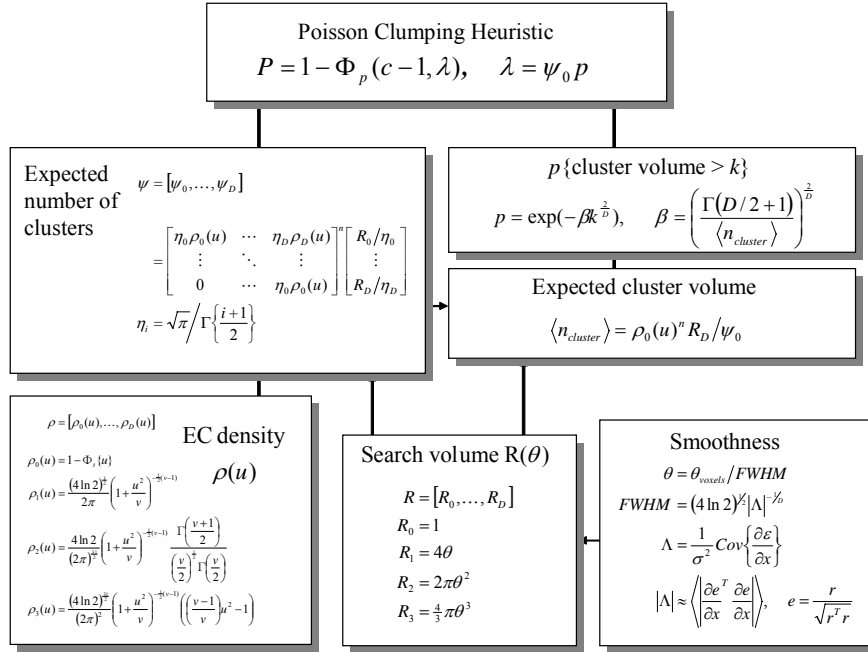 Poisson Clumping Heuristic
P = 1 − Φ_p(c − 1, λ), λ = ψ_0 p
Expected number of clusters
ψ = [ψ_0, …, ψ_D]
= [η_0ρ_0(u) ⋯ η_Dρ_D(u)]^n [R_0/η_0]
[⋮ ⋱ ⋮] [⋮]
[0 ⋯ η_0ρ_0(u)] [R_D/η_D]
η_i = √π / Γ{(i+1)/2}
p{cluster volume > k}
p = exp(−βk^{2/D}), β = (Γ(D/2 + 1) / ⟨n_cluster⟩)^{2/D}
Expected cluster volume
⟨n_cluster⟩ = ρ_0(u)^n R_D / ψ_0
ρ = [ρ_0(u), …, ρ_D(u)]
EC density
ρ(u)
ρ_0(u) = 1 − Φ_t{u}
ρ_1(u) = ((4 ln 2)^{1/2} / 2π) (1 + u²/v)^{−½(v−1)}
ρ_2(u) = (4 ln 2 / (2π)^{3/2}) (1 + u²/v)^{−½(v−1)} Γ((v+1)/2) / ((v/2)^{1/2} Γ(v/2))
ρ_3(u) = ((4 ln 2)^{3/2} / (2π)²) (1 + u²/v)^{−½(v−1)} (((v−1)/v)u² − 1)
Search volume R(θ)
R = [R_0, …, R_D]
R_0 = 1
R_1 = 4θ
R_2 = 2πθ²
R_3 = 4/3 πθ³
Smoothness
θ = θ_voxels / FWHM
FWHM = (4 ln 2)^{1/2} |Λ|^{−1/D}
Λ = (1/σ²) Cov{∂ε/∂x}
|Λ| ≈ ⟨|∂e^T/∂x ∂e/∂x|⟩, e = r / √(r^T r)